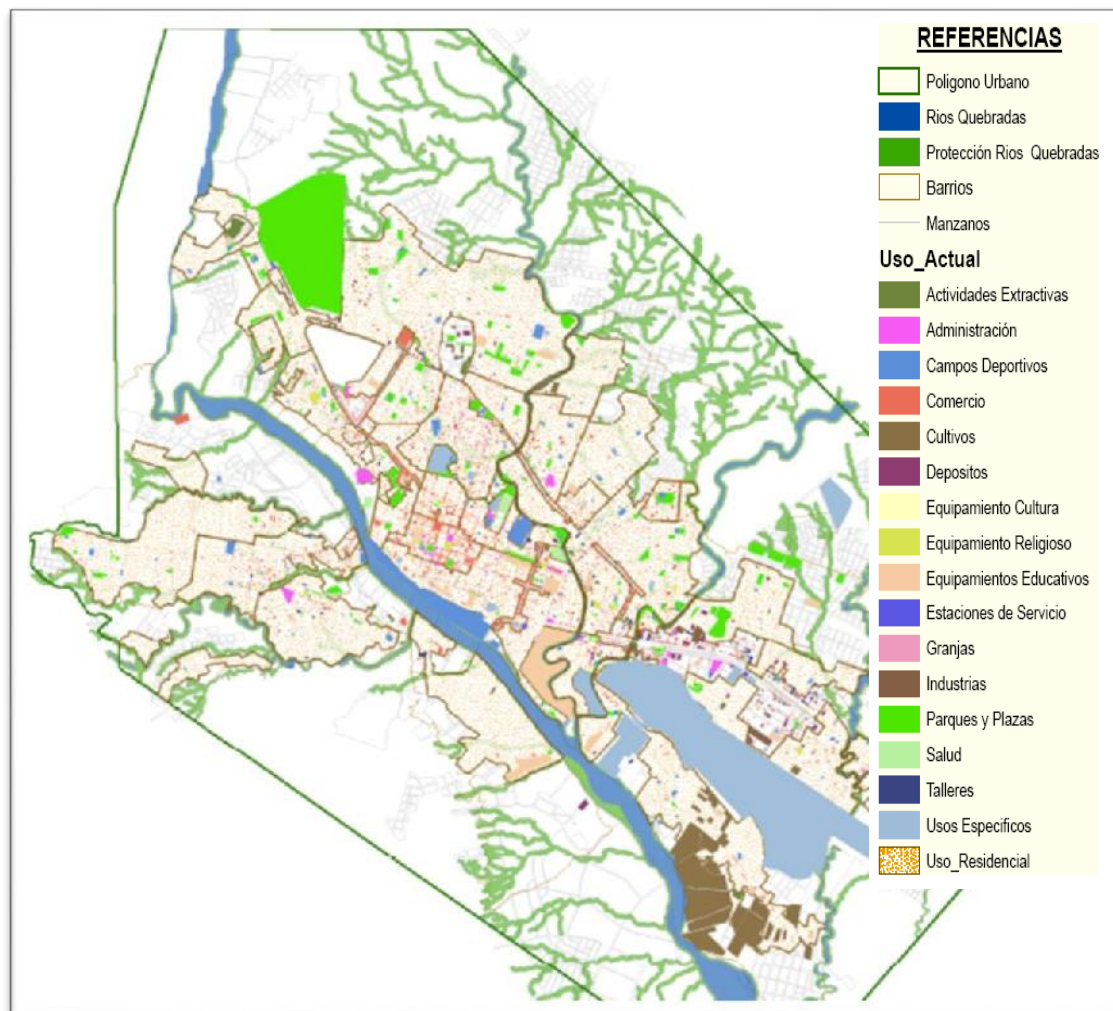 REFERENCIAS
Poligono Urbano
Rios Quebradas
Protección Rios Quebradas
Barrios
Manzanos
Uso_Actual
Actividades Extractivas
Administración
Campos Deportivos
Comercio
Cultivos
Depositos
Equipamiento Cultura
Equipamiento Religioso
Equipamientos Educativos
Estaciones de Servicio
Granjas
Industrias
Parques y Plazas
Salud
Talleres
Usos Especificos
Uso_Residencial